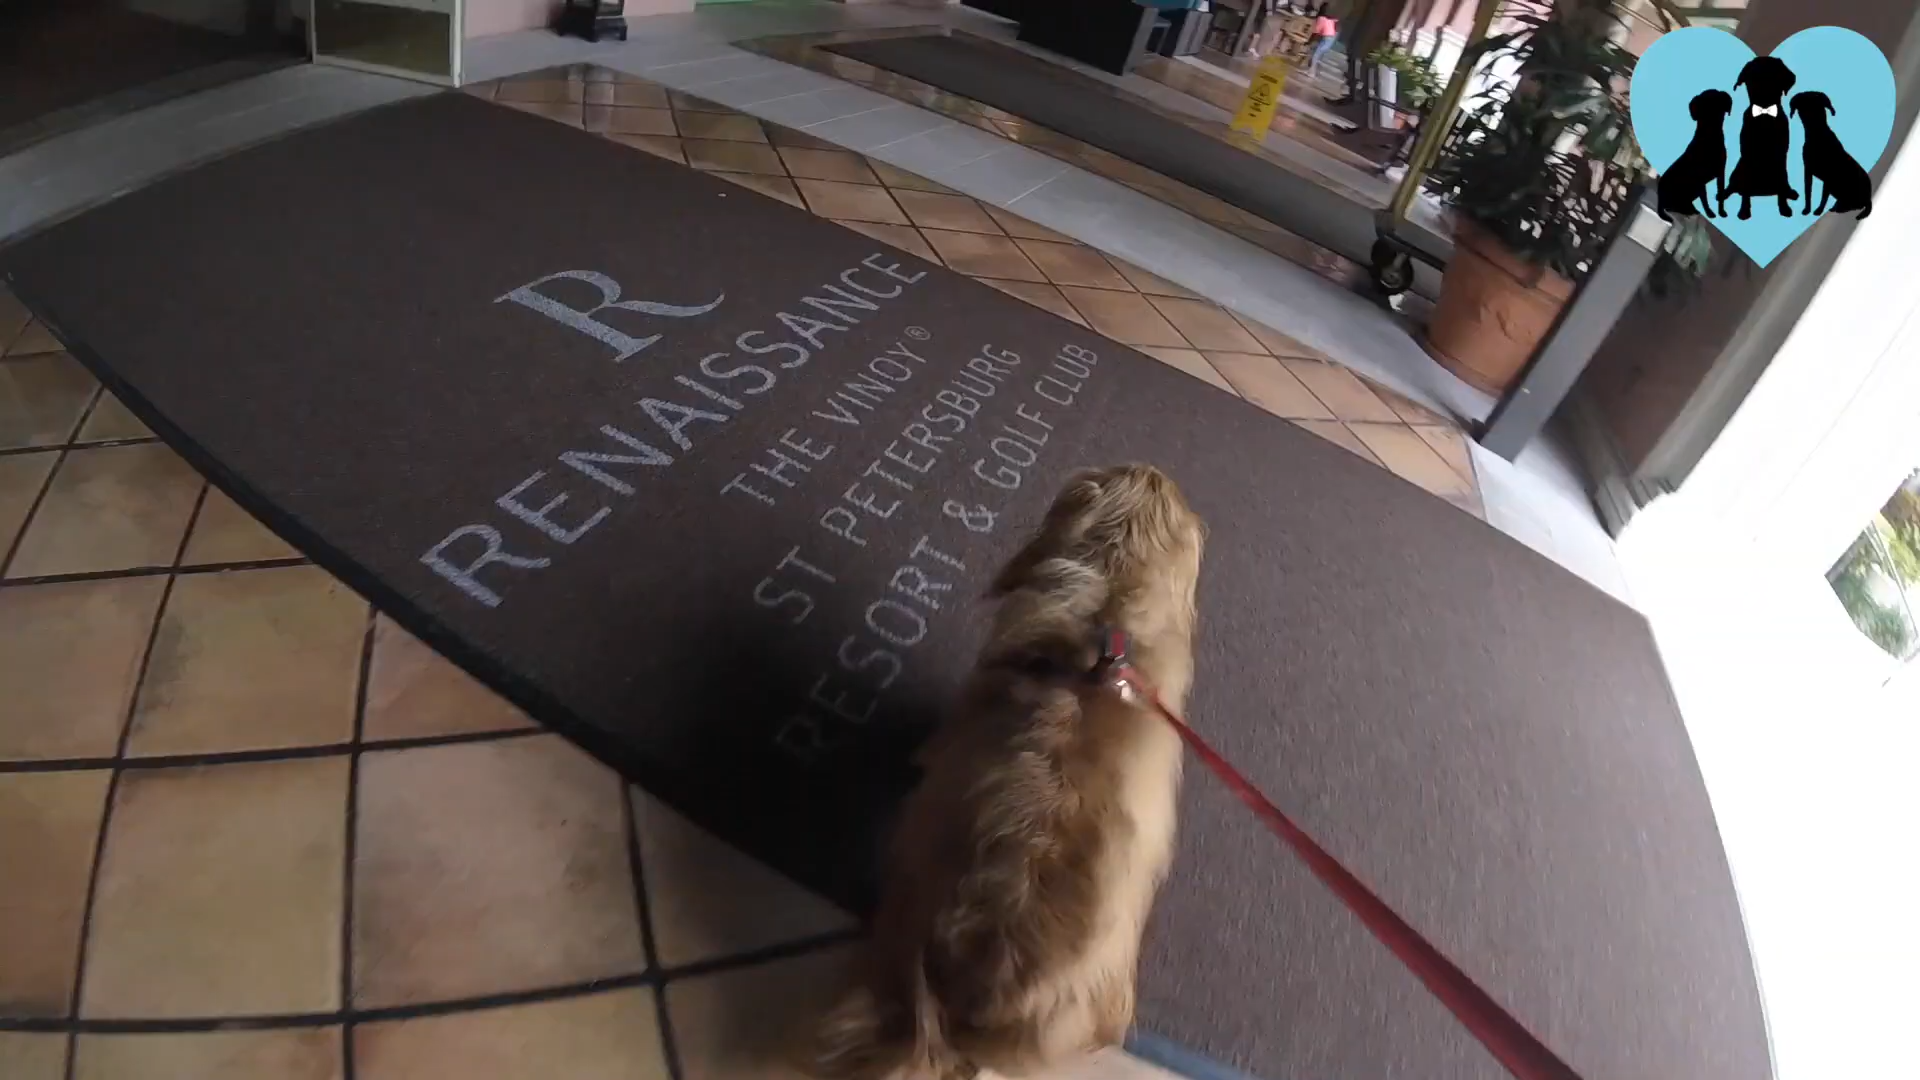 R
RENAISSANCE
THE VINOY®
ST PETERSBURG
RESORT & GOLF CLUB